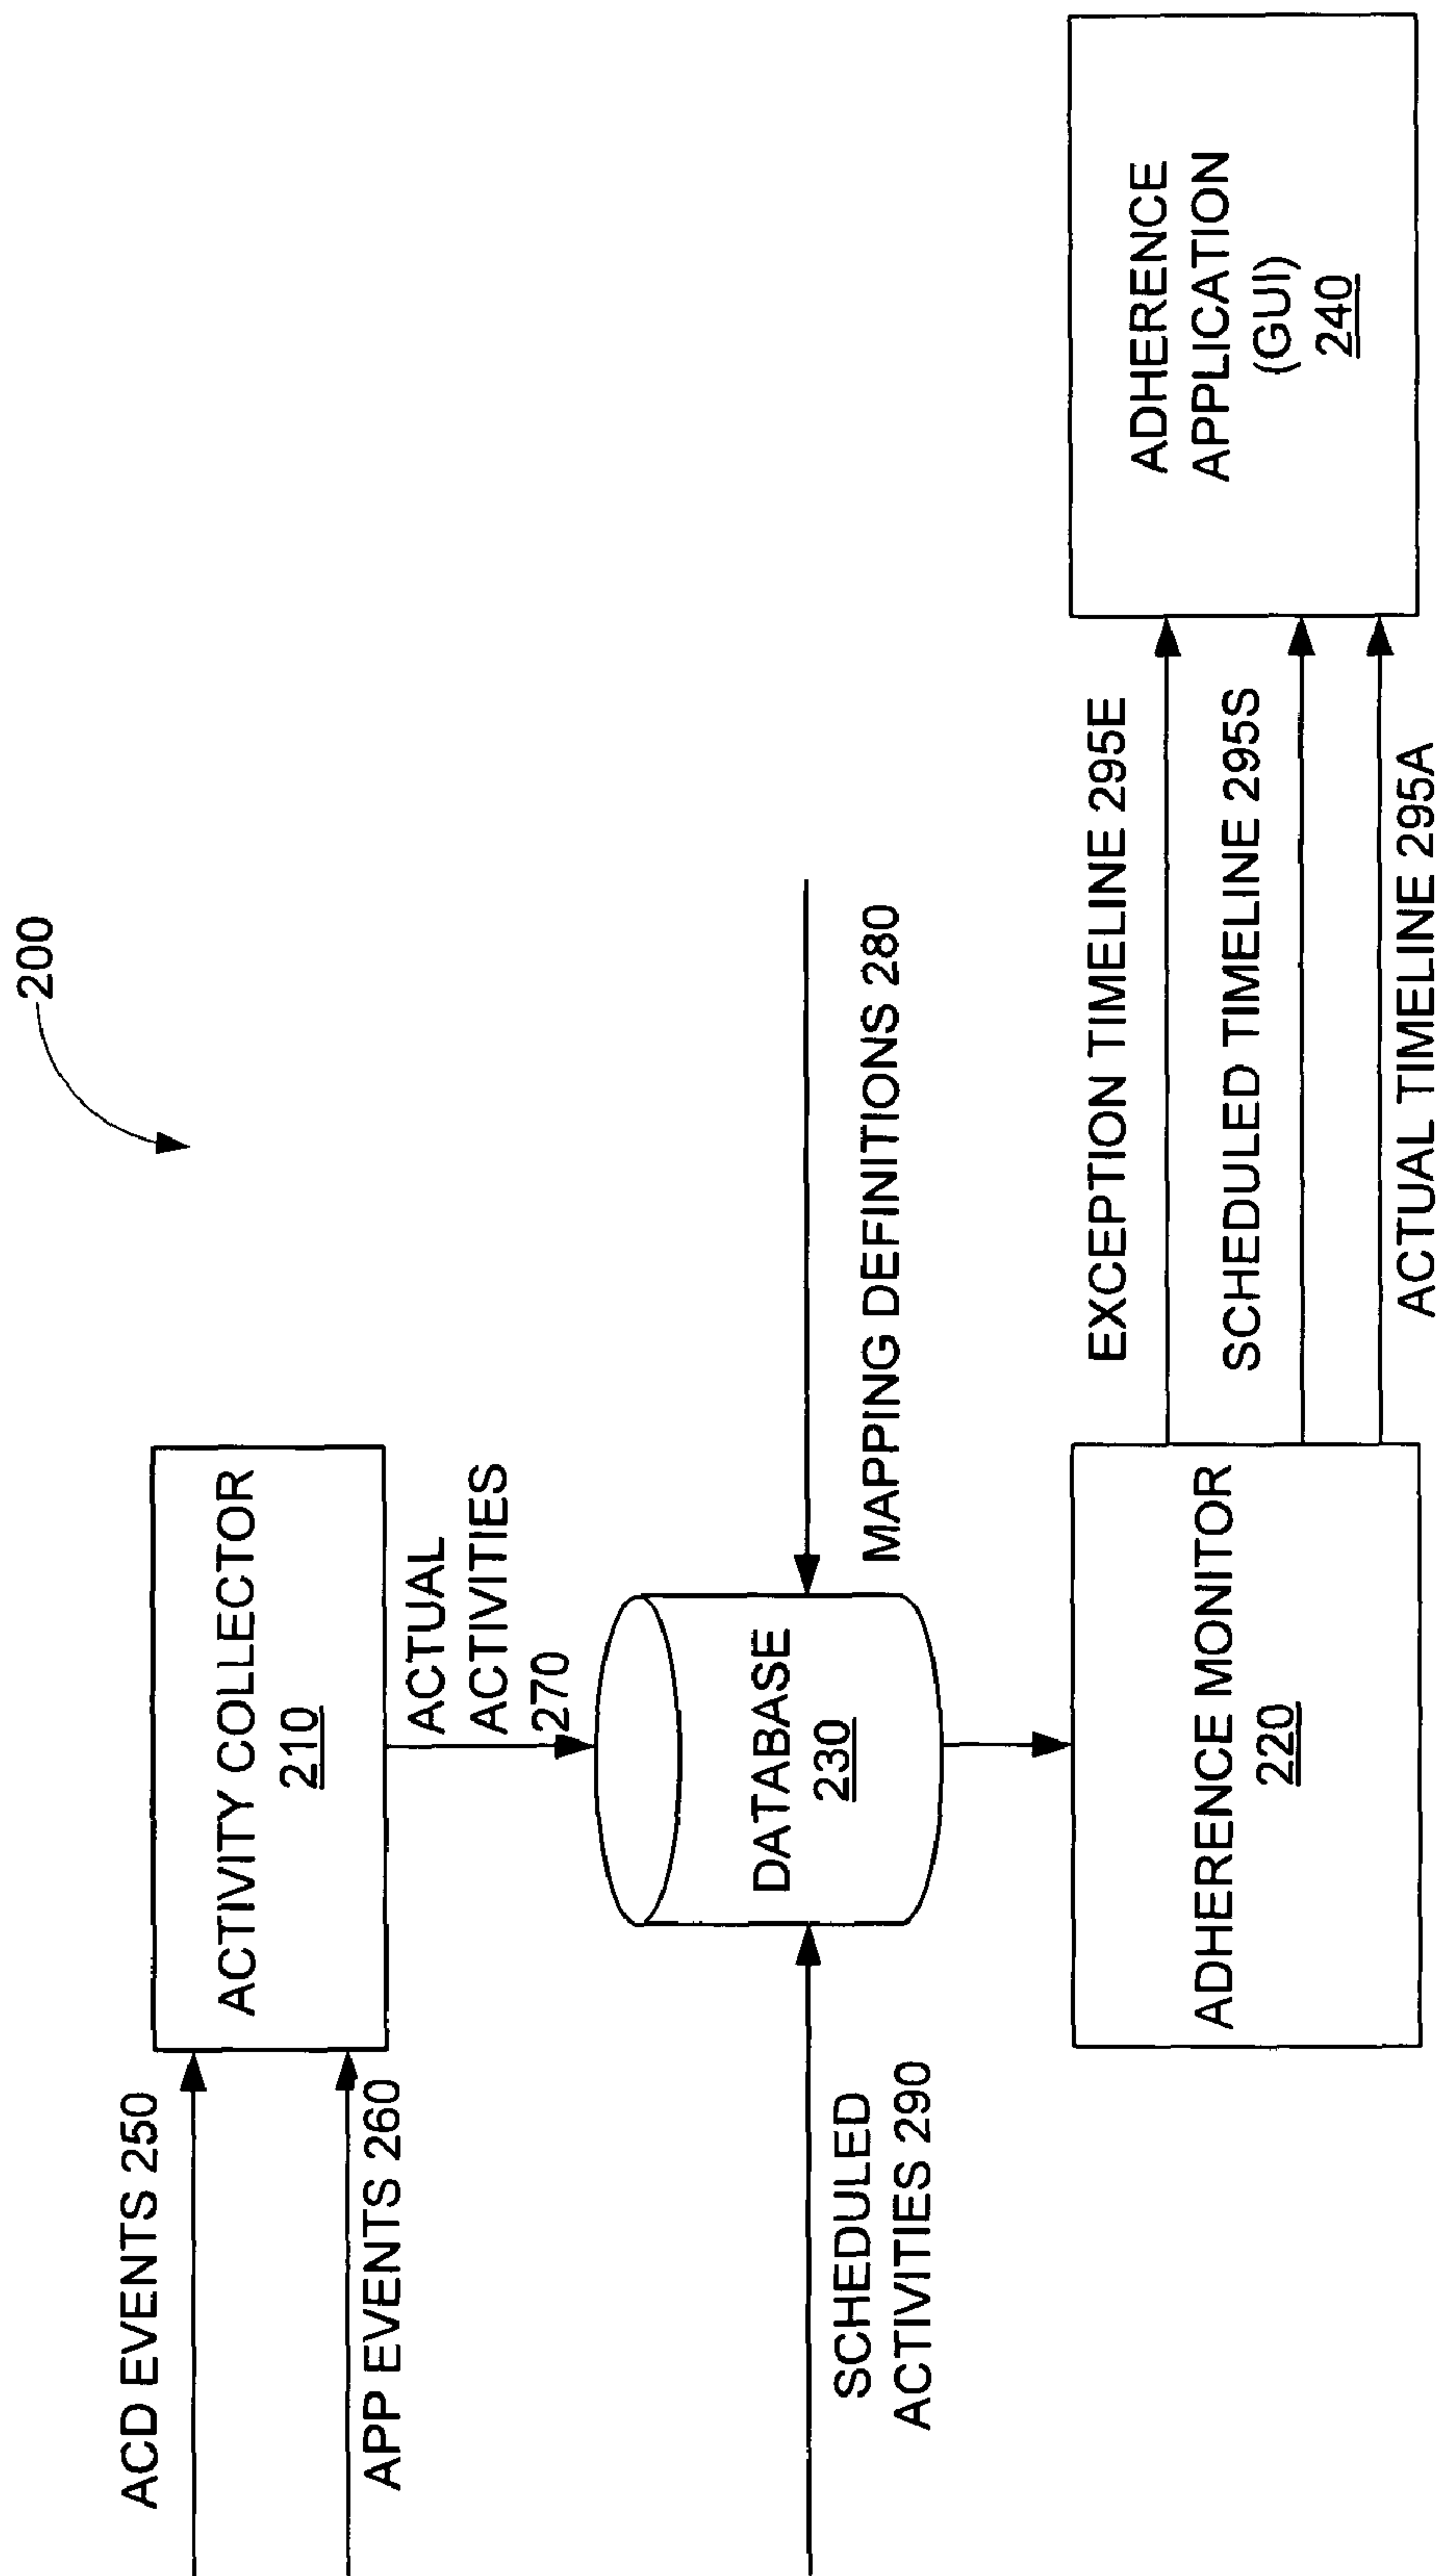 200
ACD EVENTS 250
APP EVENTS 260
ACTIVITY COLLECTOR
210
ACTUAL
ACTIVITIES
270
SCHEDULED
ACTIVITIES 290
DATABASE
230
MAPPING DEFINITIONS 280
ADHERENCE MONITOR
220
EXCEPTION TIMELINE 295E
SCHEDULED TIMELINE 295S
ACTUAL TIMELINE 295A
ADHERENCE
APPLICATION
(GUI)
240